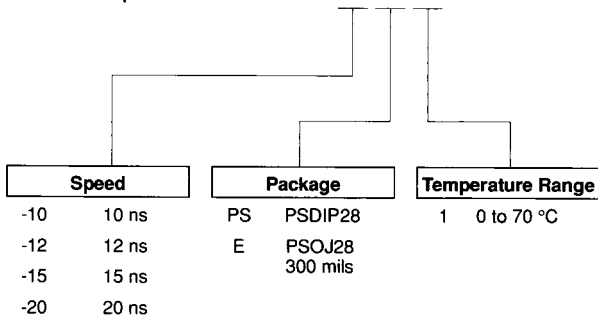 Speed
-10 10 ns
-12 12 ns
-15 15 ns
-20 20 ns
Package
PS PSDIP28
E PSOJ28
300 mils
Temperature Range
1 0 to 70 °C